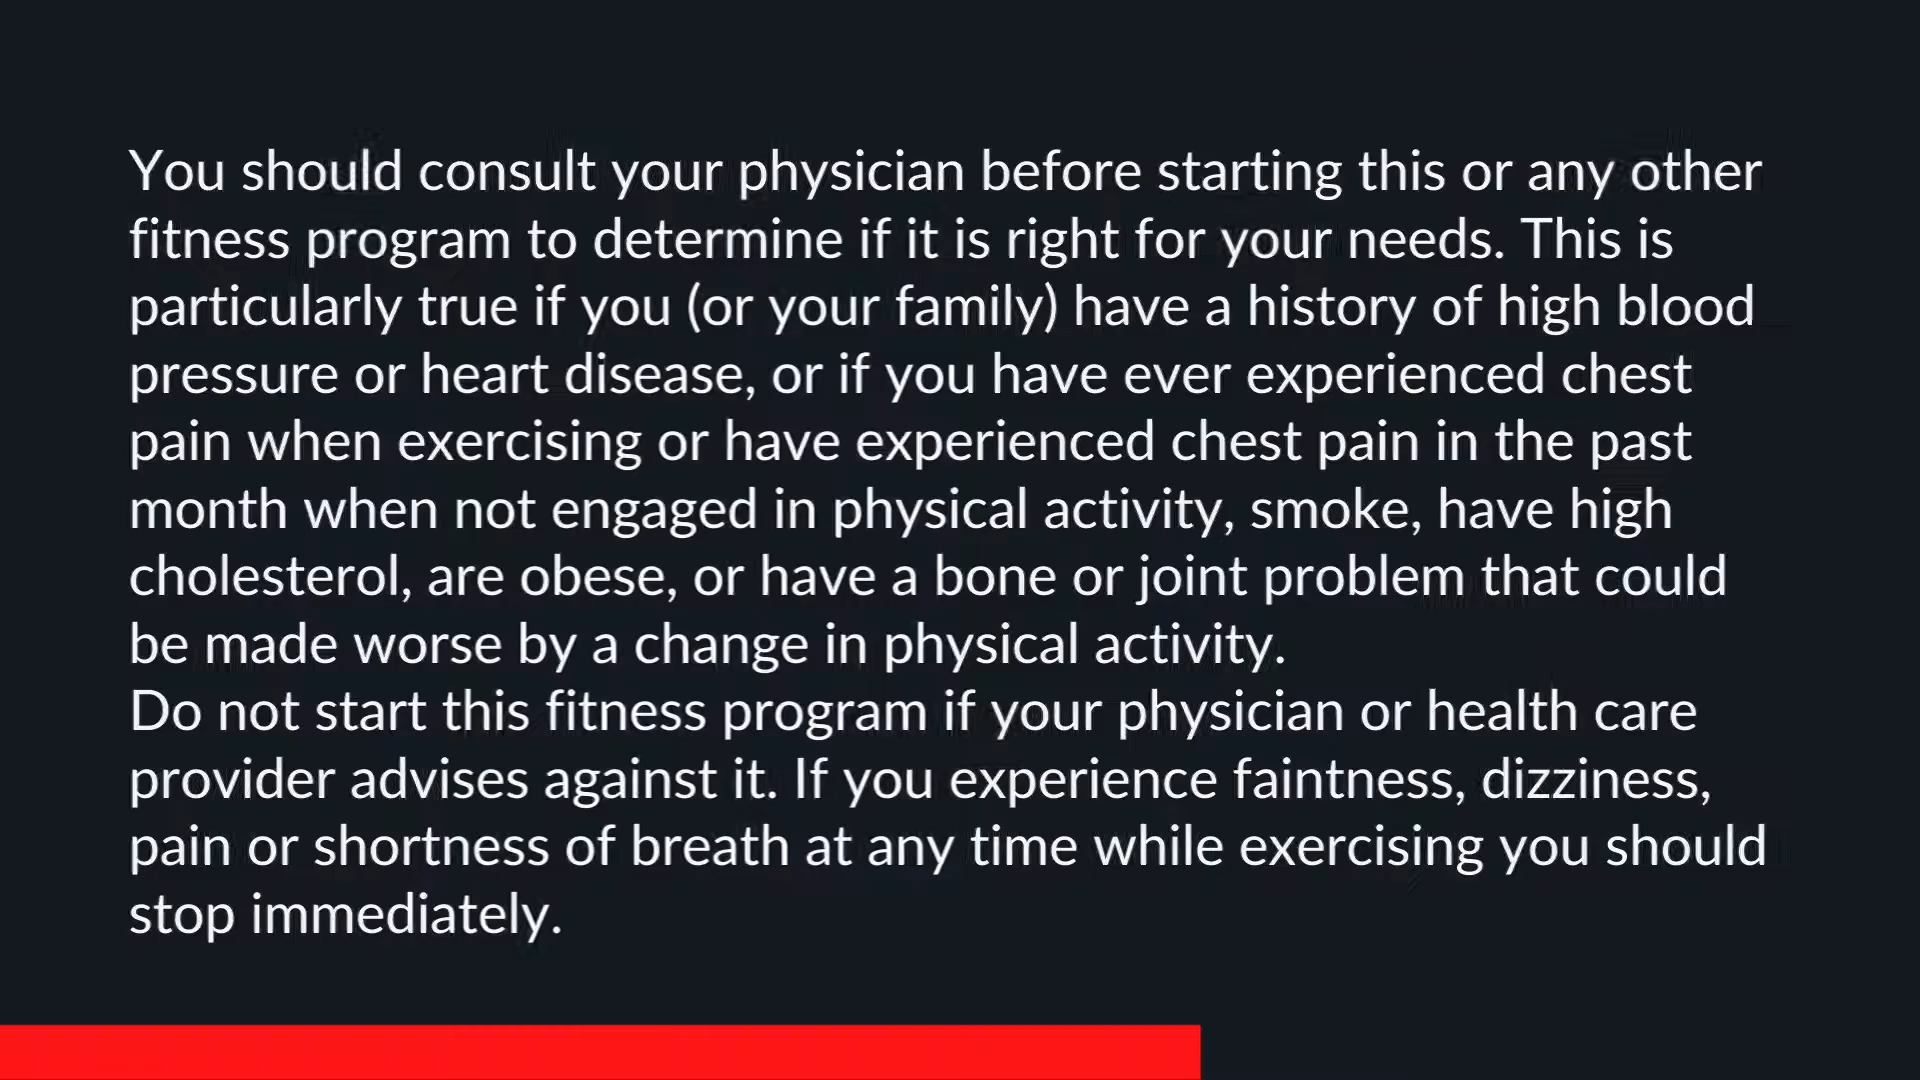 You should consult your physician before starting this or any other
fitness program to determine if it is right for your needs. This is
particularly true if you (or your family) have a history of high blood
pressure or heart disease, or if you have ever experienced chest
pain when exercising or have experienced chest pain in the past
month when not engaged in physical activity, smoke, have high
cholesterol, are obese, or have a bone or joint problem that could
be made worse by a change in physical activity.
Do not start this fitness program if your physician or health care
provider advises against it. If you experience faintness, dizziness,
pain or shortness of breath at any time while exercising you should
stop immediately.